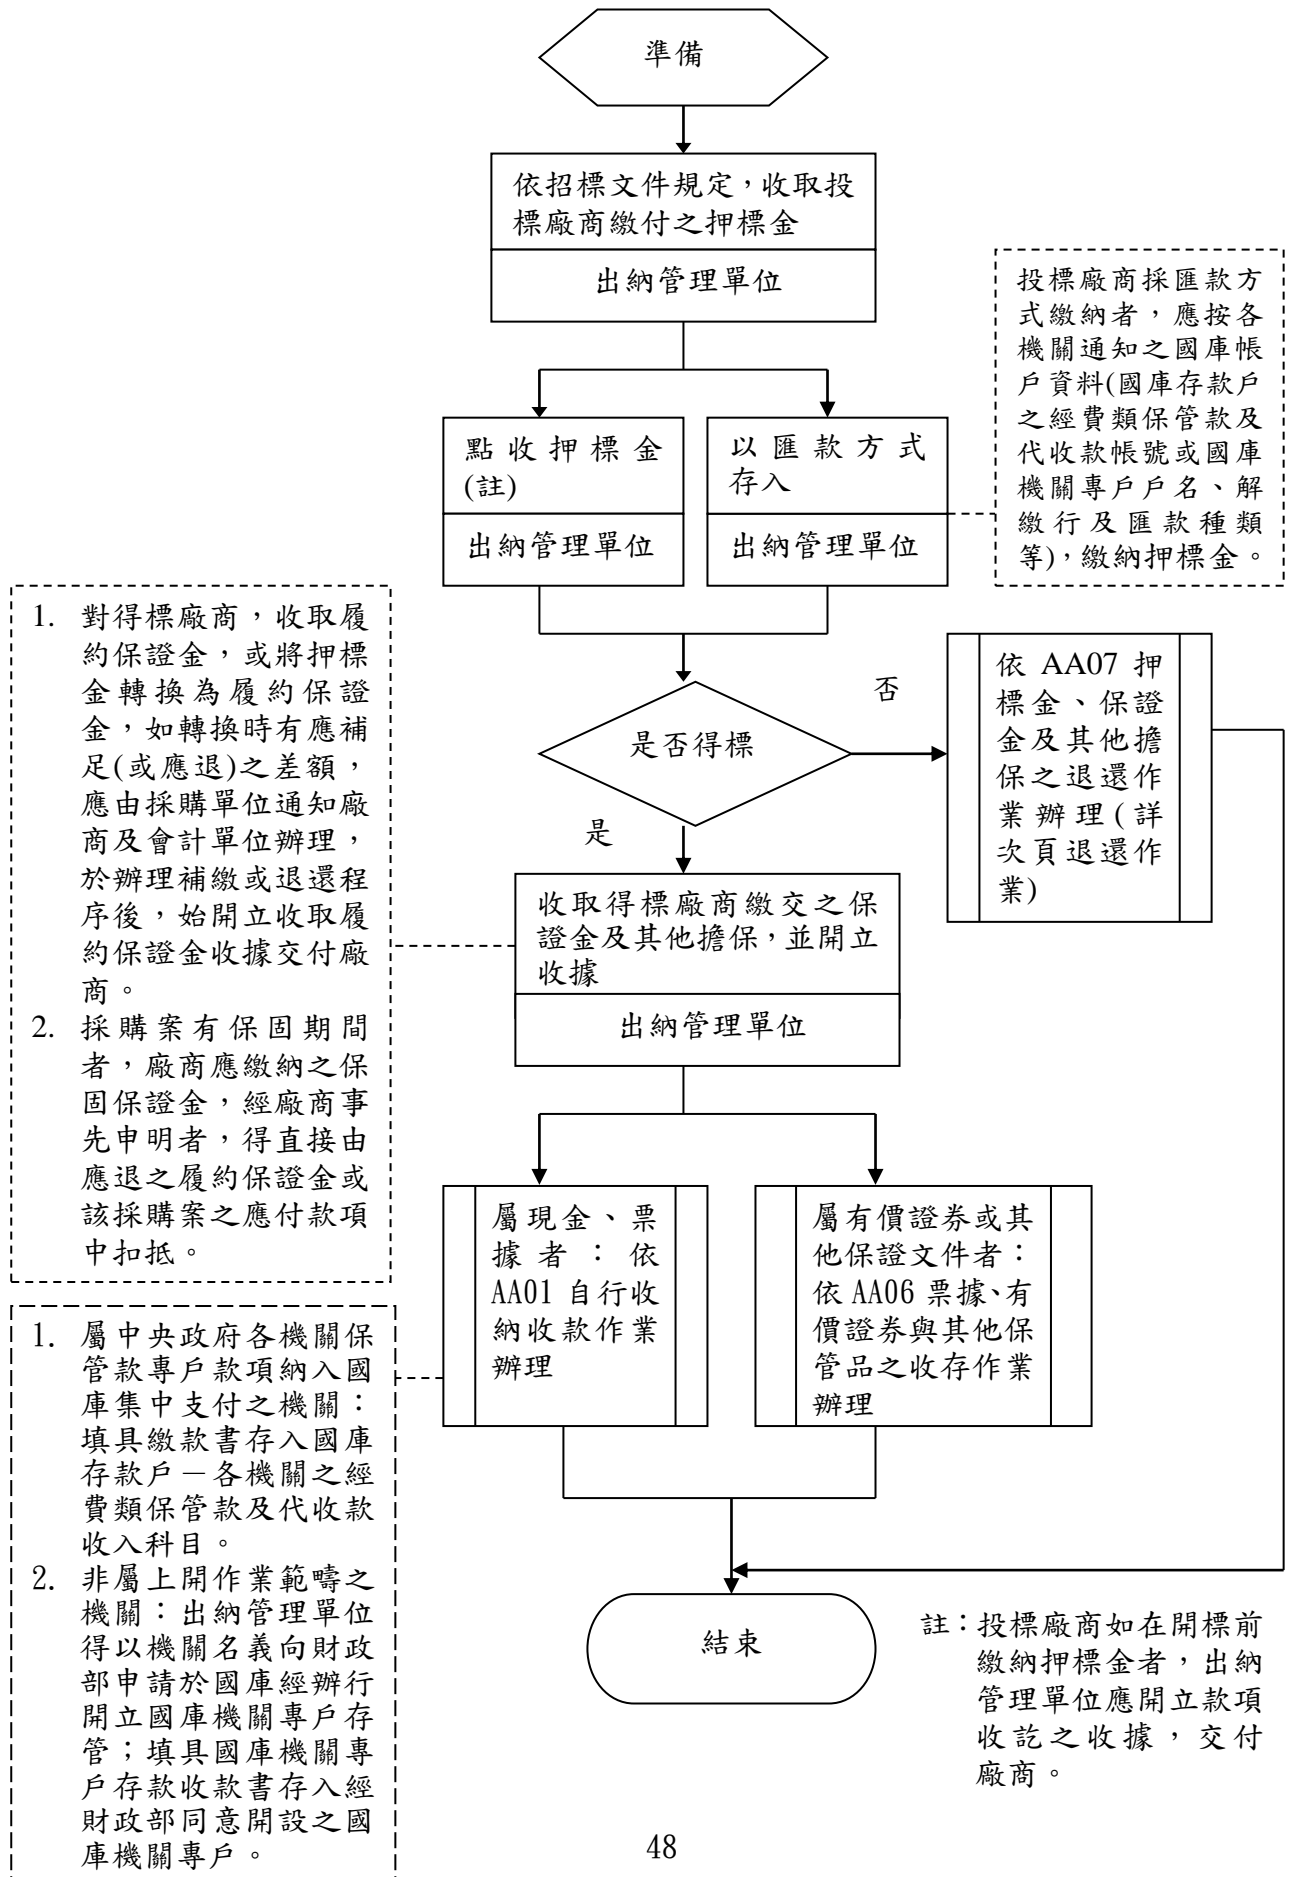 準備
依招標文件規定，收取投
標廠商繳付之押標金
出納管理單位
投標廠商採匯款方
式繳納者，應按各
機關通知之國庫帳
戶資料(國庫存款戶
之經費類保管款及
代收款帳號或國庫
機關專戶戶名、解
繳行及匯款種類
等)，繳納押標金。
點收押標金
(註)
出納管理單位
以匯款方式
存入
出納管理單位
1. 對得標廠商，收取履
約保證金，或將押標
金轉換為履約保證
金，如轉換時有應補
足(或應退)之差額，
應由採購單位通知廠
商及會計單位辦理，
於辦理補繳或退還程
序後，始開立收取履
約保證金收據交付廠
商。
2. 採購案有保固期間
者，廠商應繳納之保
固保證金，經廠商事
先申明者，得直接由
應退之履約保證金或
該採購案之應付款項
中扣抵。
是否得標
否
是
依 AA07 押
標金、保證
金及其他擔
保之退還作
業辦理(詳
次頁退還作
業)
收取得標廠商繳交之保
證金及其他擔保，並開立
收據
出納管理單位
屬現金、票
據者：依
AA01 自行收
納收款作業
辦理
屬有價證券或其
他保證文件者：
依 AA06 票據、有
價證券與其他保
管品之收存作業
辦理
1. 屬中央政府各機關保
管款專戶款項納入國
庫集中支付之機關：
填具繳款書存入國庫
存款戶－各機關之經
費類保管款及代收款
收入科目。
2. 非屬上開作業範疇之
機關：出納管理單位
得以機關名義向財政
部申請於國庫經辦行
開立國庫機關專戶存
管；填具國庫機關專
戶存款收款書存入經
財政部同意開設之國
庫機關專戶。
結束
註：投標廠商如在開標前
繳納押標金者，出納
管理單位應開立款項
收訖之收據，交付
廠商。
48